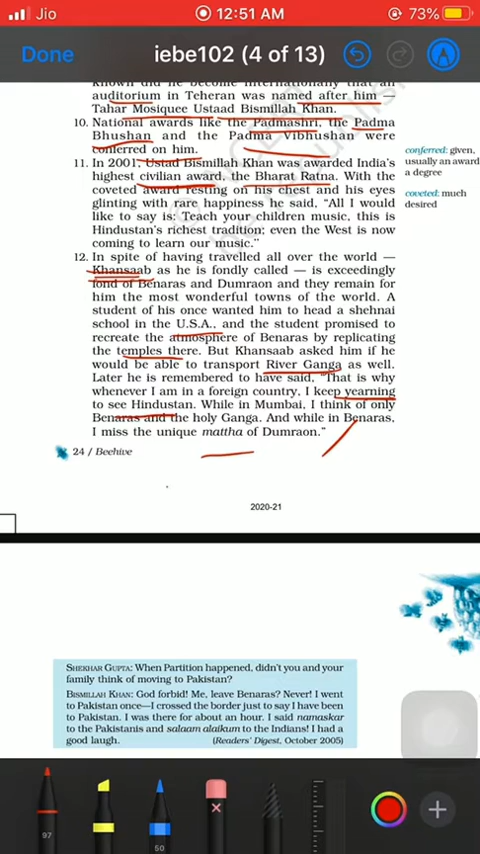 Jio
12:51 AM
73%
Done
iebe102 (4 of 13)
known did he become internationally that an
auditorium in Teheran was named after him —
Tahar Mosiquee Ustaad Bismillah Khan.
10. National awards like the Padmashri, the Padma
Bhushan and the Padma Vibhushan were
conferred on him.
conferred: given,
usually an award
a degree
11. In 2001, Ustad Bismillah Khan was awarded India's
highest civilian award, the Bharat Ratna. With the
coveted award resting on his chest and his eyes
glinting with rare happiness he said, “All I would
like to say is: Teach your children music, this is
Hindustan's richest tradition; even the West is now
coming to learn our music.''
coveted: much
desired
12. In spite of having travelled all over the world —
Khansaab as he is fondly called — is exceedingly
fond of Benaras and Dumraon and they remain for
him the most wonderful towns of the world. A
student of his once wanted him to head a shehnai
school in the U.S.A., and the student promised to
recreate the atmosphere of Benaras by replicating
the temples there. But Khansaab asked him if he
would be able to transport River Ganga as well.
Later he is remembered to have said, “That is why
whenever I am in a foreign country, I keep yearning
to see Hindustan. While in Mumbai, I think of only
Benaras and the holy Ganga. And while in Benaras,
I miss the unique mattha of Dumraon.”
24 / Beehive
2020-21
SHEKHAR GUPTA: When Partition happened, didn't you and your
family think of moving to Pakistan?
BISMILLAH KHAN: God forbid! Me, leave Benaras? Never! I went
to Pakistan once—I crossed the border just to say I have been
to Pakistan. I was there for about an hour. I said namaskar
to the Pakistanis and salaam alaikum to the Indians! I had a
good laugh. (Readers' Digest, October 2005)
97
50